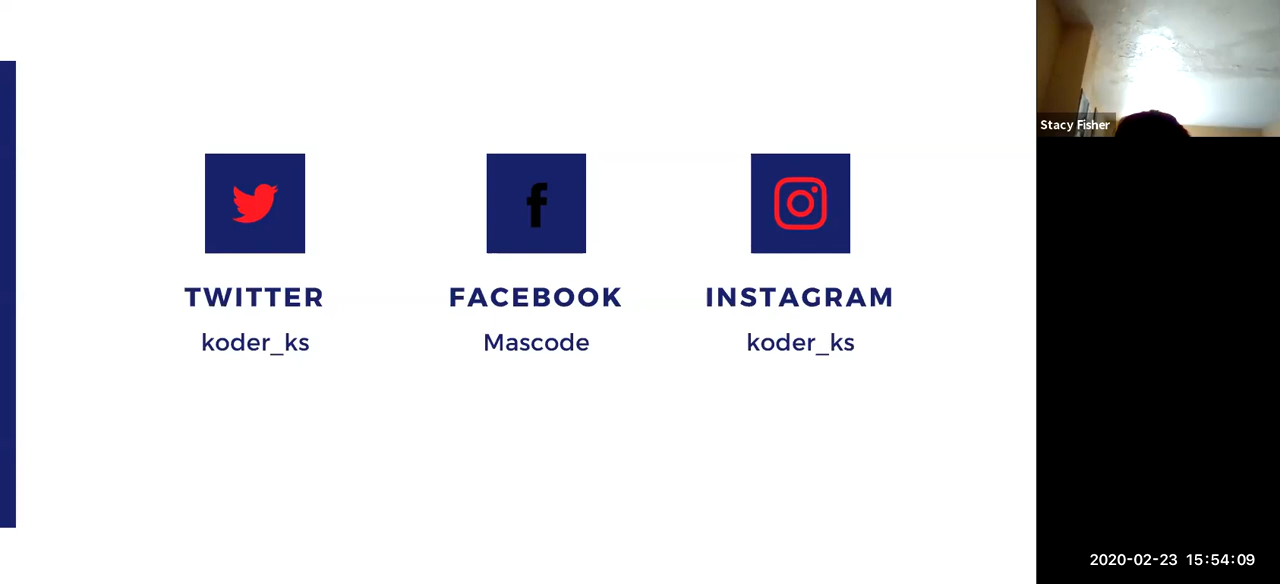 TWITTER
koder_ks
FACEBOOK
Mascode
INSTAGRAM
koder_ks
Stacy Fisher
2020-02-23 15:54:09